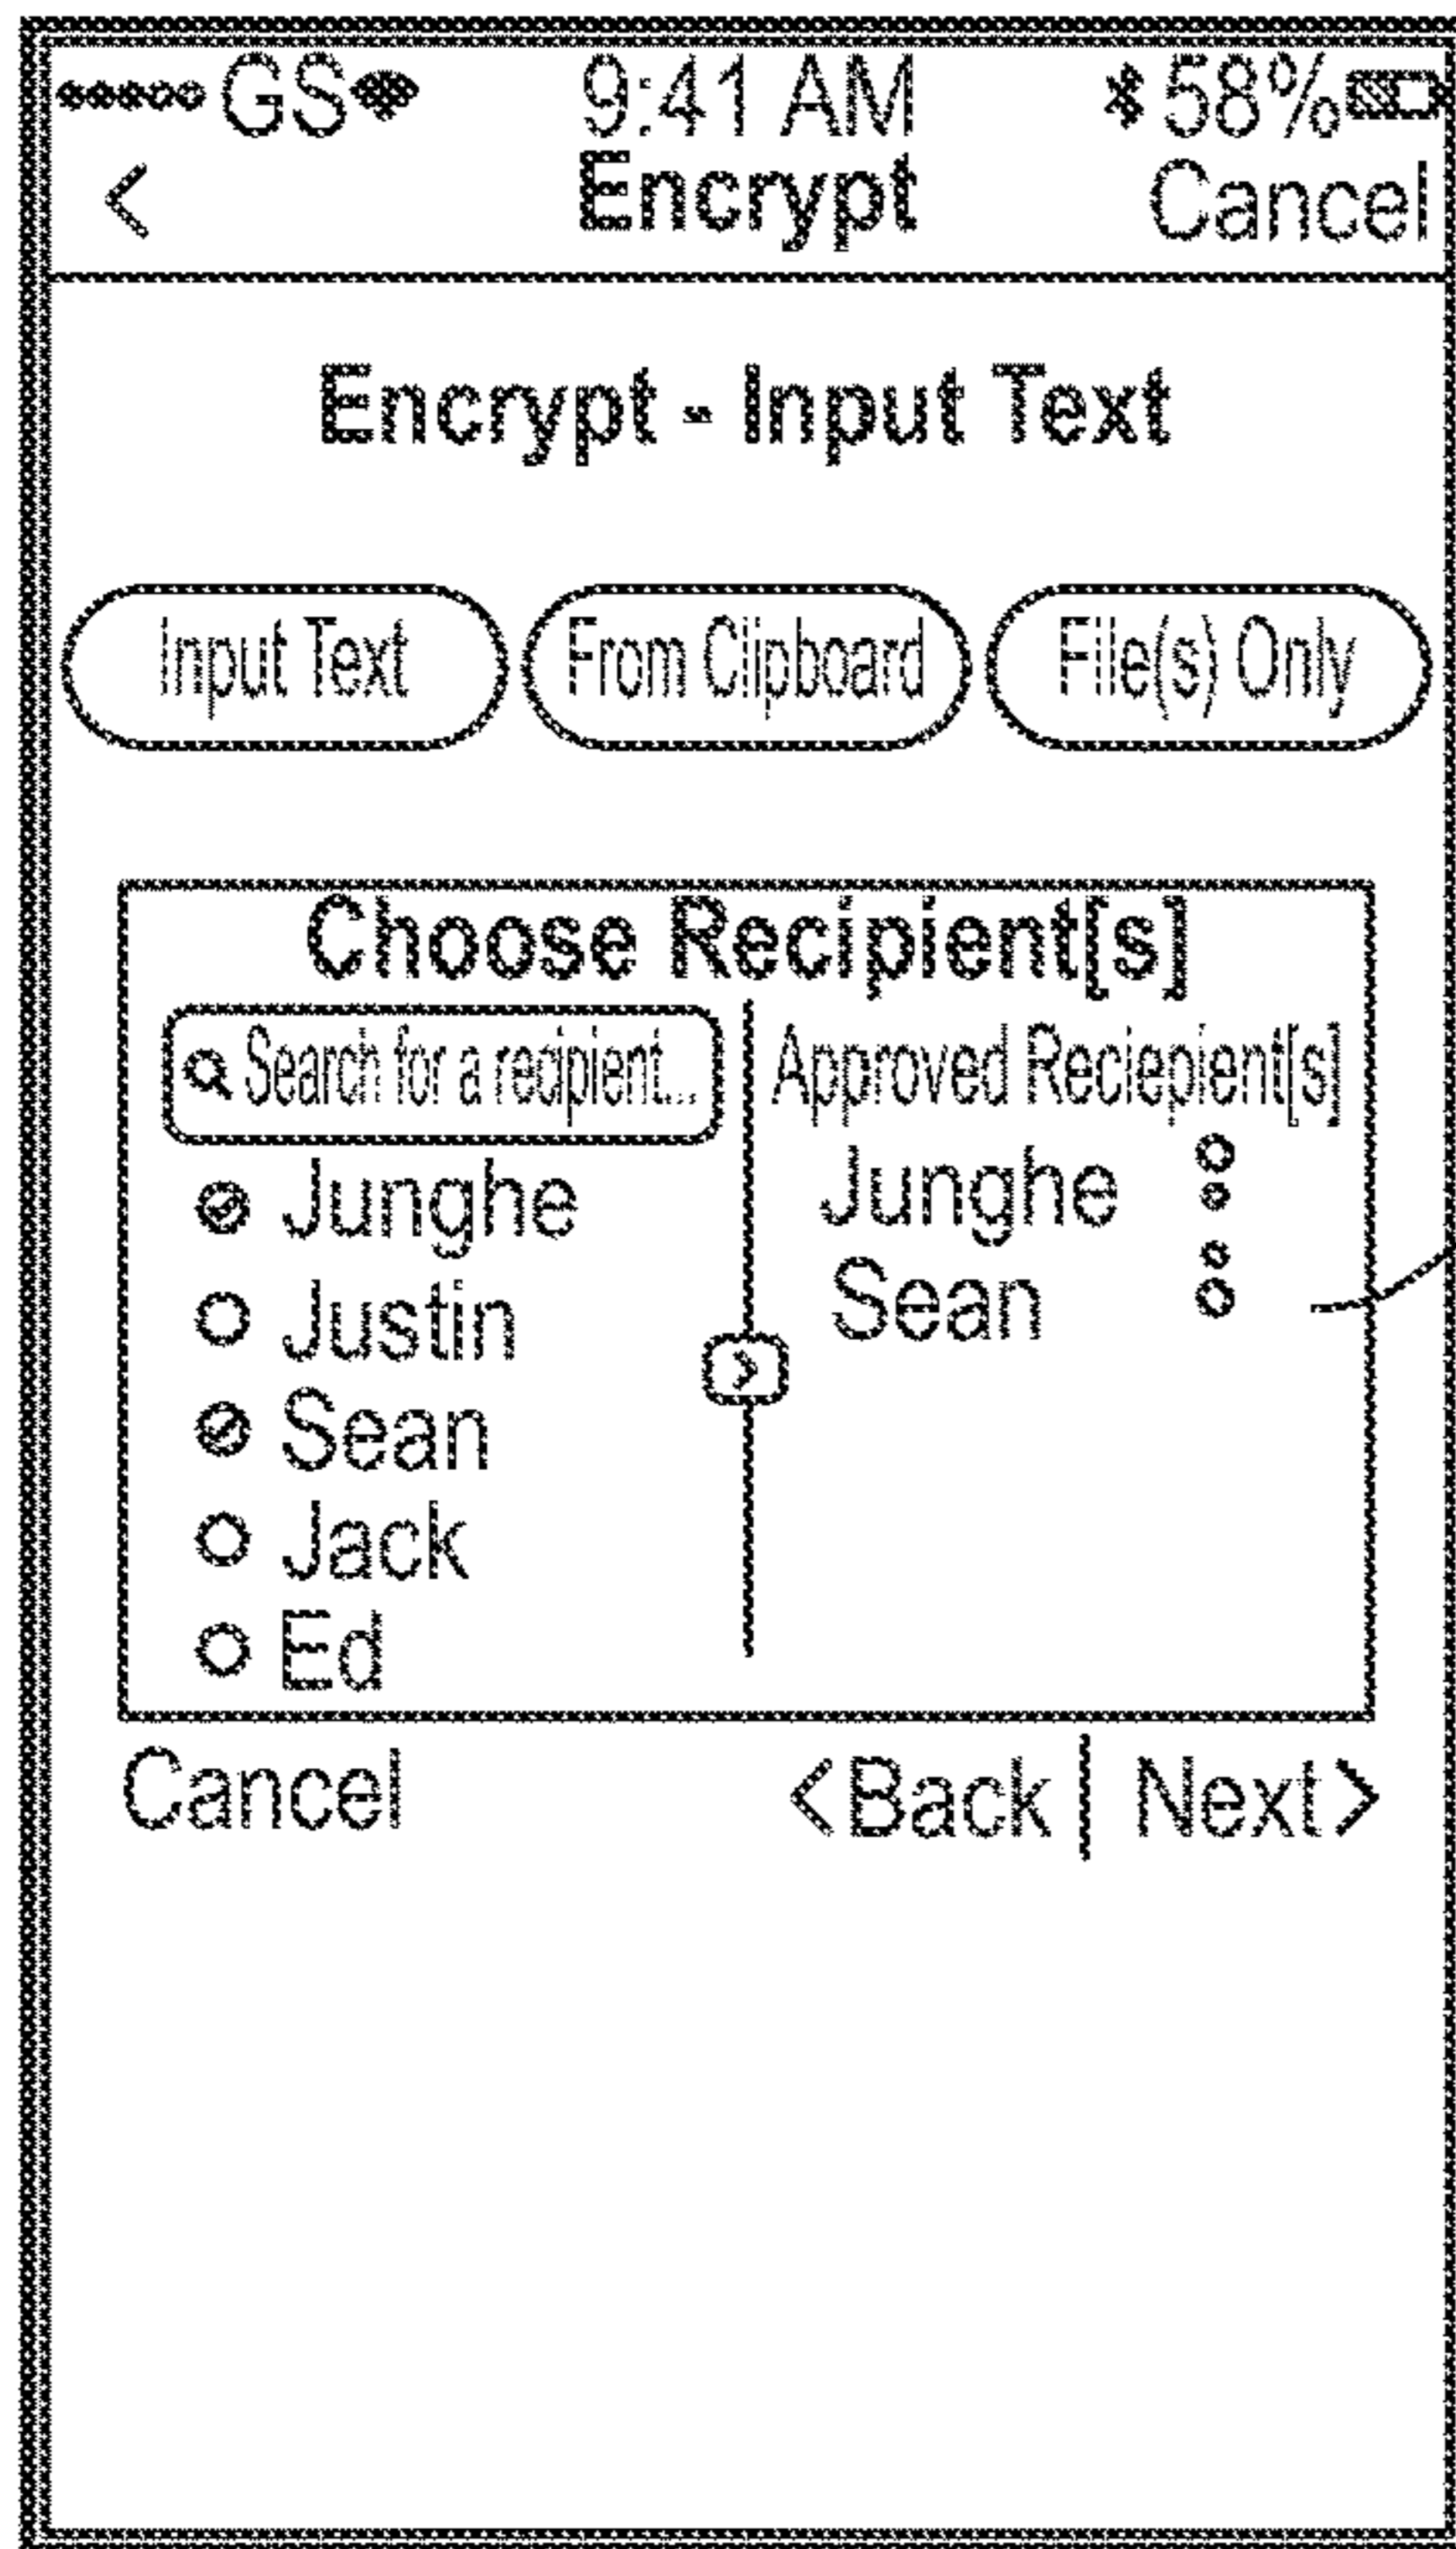 GS 9:41 AM 58%
< Encrypt Cancel
Encrypt - Input Text
Input Text From Clipboard File(s) Only
Choose Recipient[s]
Search for a recipient...
Junghe
Justin
Sean
Jack
Ed
>
Approved Reciepient[s]
Junghe
Sean
Cancel <Back | Next>